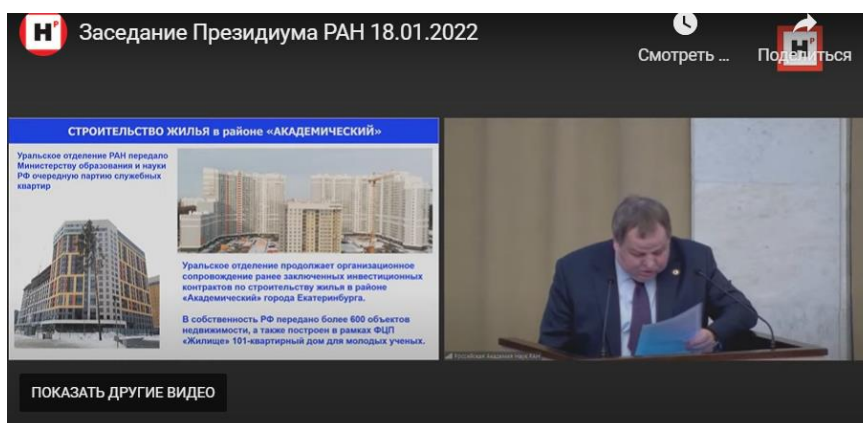 Н Р
Заседание Президиума РАН 18.01.2022
Смотреть ...
Поделиться
Н Р
СТРОИТЕЛЬСТВО ЖИЛЬЯ в районе «АКАДЕМИЧЕСКИЙ»
Уральское отделение РАН передало
Министерству образования и науки
РФ очередную партию служебных
квартир
Уральское отделение продолжает организационное
сопровождение ранее заключенных инвестиционных
контрактов по строительству жилья в районе
«Академический» города Екатеринбурга.
В собственность РФ передано более 600 объектов
недвижимости, а также построен в рамках ФЦП
«Жилище» 101-квартирный дом для молодых ученых.
Российская академия наук
ПОКАЗАТЬ ДРУГИЕ ВИДЕО